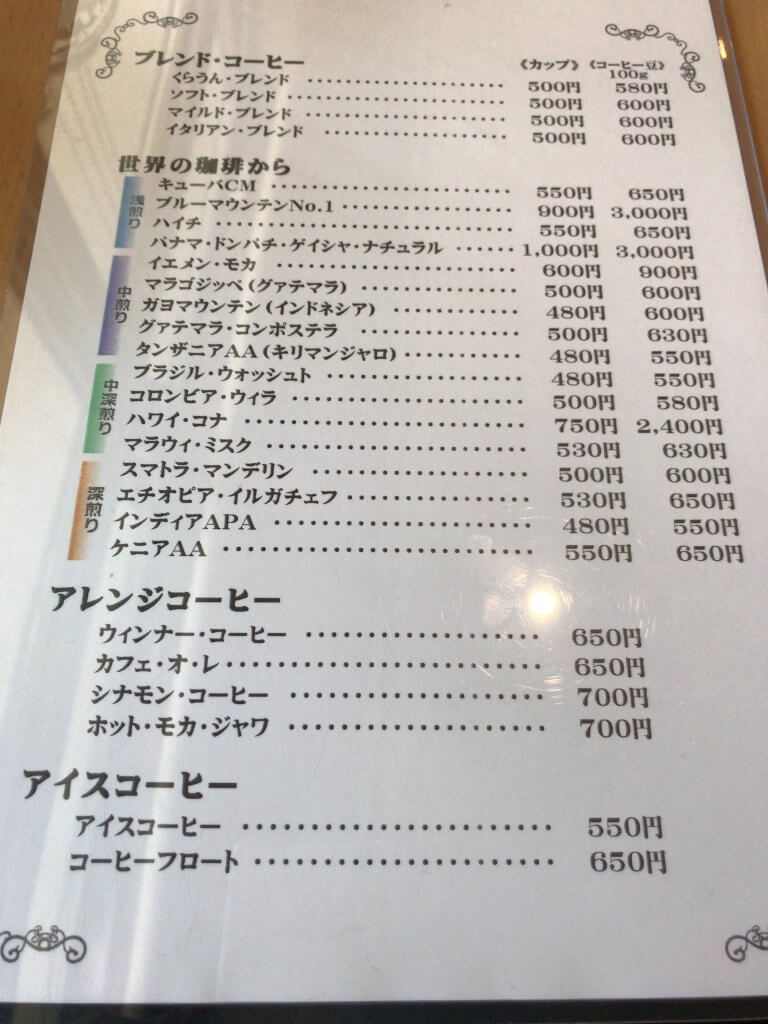 ブレンド・コーヒー 《カップ》 《コーヒー豆》
100g
くらうん・ブレンド ・・・・・・・・・・・・・・・・・・・・ 500円 580円
ソフト・ブレンド ・・・・・・・・・・・・・・・・・・・・ 500円 600円
マイルド・ブレンド ・・・・・・・・・・・・・・・・・・・・ 500円 600円
イタリアン・ブレンド ・・・・・・・・・・・・・・・・・・ 500円 600円
世界の珈琲から
浅煎り
キューバCM ・・・・・・・・・・・・・・・・・・・・・・ 550円 650円
ブルーマウンテンNo.1 ・・・・・・・・・・・・・・・ 900円 3,000円
ハイチ ・・・・・・・・・・・・・・・・・・・・・・・ 550円 650円
パナマ・ドンパチ・ゲイシャ・ナチュラル ・・・・・・ 1,000円 3,000円
中煎り
イエメン・モカ ・・・・・・・・・・・・・・・・・・・・ 600円 900円
マラゴジッペ(グァテマラ) ・・・・・・・・・・・・・・ 500円 600円
ガヨマウンテン(インドネシア) ・・・・・・・・・・・ 480円 600円
グァテマラ・コンポステラ ・・・・・・・・・・・・・・ 500円 630円
タンザニアAA(キリマンジャロ) ・・・・・・・・・・ 480円 550円
中深煎り
ブラジル・ウォッシュト ・・・・・・・・・・・・・・・・ 480円 550円
コロンビア・ウィラ ・・・・・・・・・・・・・・・・・・ 500円 580円
ハワイ・コナ ・・・・・・・・・・・・・・・・・・・・・ 750円 2,400円
マラウィ・ミスク ・・・・・・・・・・・・・・・・・・・ 530円 630円
深煎り
スマトラ・マンデリン ・・・・・・・・・・・・・・・・ 500円 600円
エチオピア・イルガチェフ ・・・・・・・・・・・・・・ 530円 650円
インディアAPA ・・・・・・・・・・・・・・・・・・・ 480円 550円
ケニアAA ・・・・・・・・・・・・・・・・・・・・・・・ 550円 650円
アレンジコーヒー
ウィンナー・コーヒー ・・・・・・・・・・・・・・・・・・ 650円
カフェ・オ・レ ・・・・・・・・・・・・・・・・・・・・・・ 650円
シナモン・コーヒー ・・・・・・・・・・・・・・・・・・・ 700円
ホット・モカ・ジャワ ・・・・・・・・・・・・・・・・・・ 700円
アイスコーヒー
アイスコーヒー ・・・・・・・・・・・・・・・・・・・・・ 550円
コーヒーフロート ・・・・・・・・・・・・・・・・・・・・ 650円